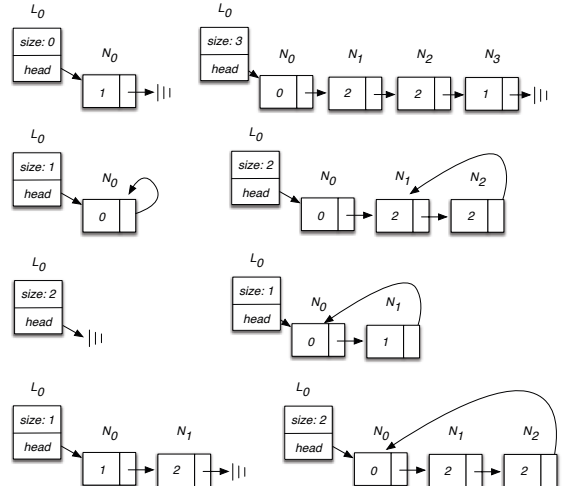 L0
size: 0
head
N0
1
L0
size: 3
head
N0 N1 N2 N3
0 2 2 1
L0
size: 1
head
N0
0
L0
size: 2
head
N0 N1 N2
0 2 2
L0
size: 2
head
L0
size: 1
head
N0 N1
0 1
L0
size: 1
head
N0 N1
1 2
L0
size: 2
head
N0 N1 N2
0 2 2